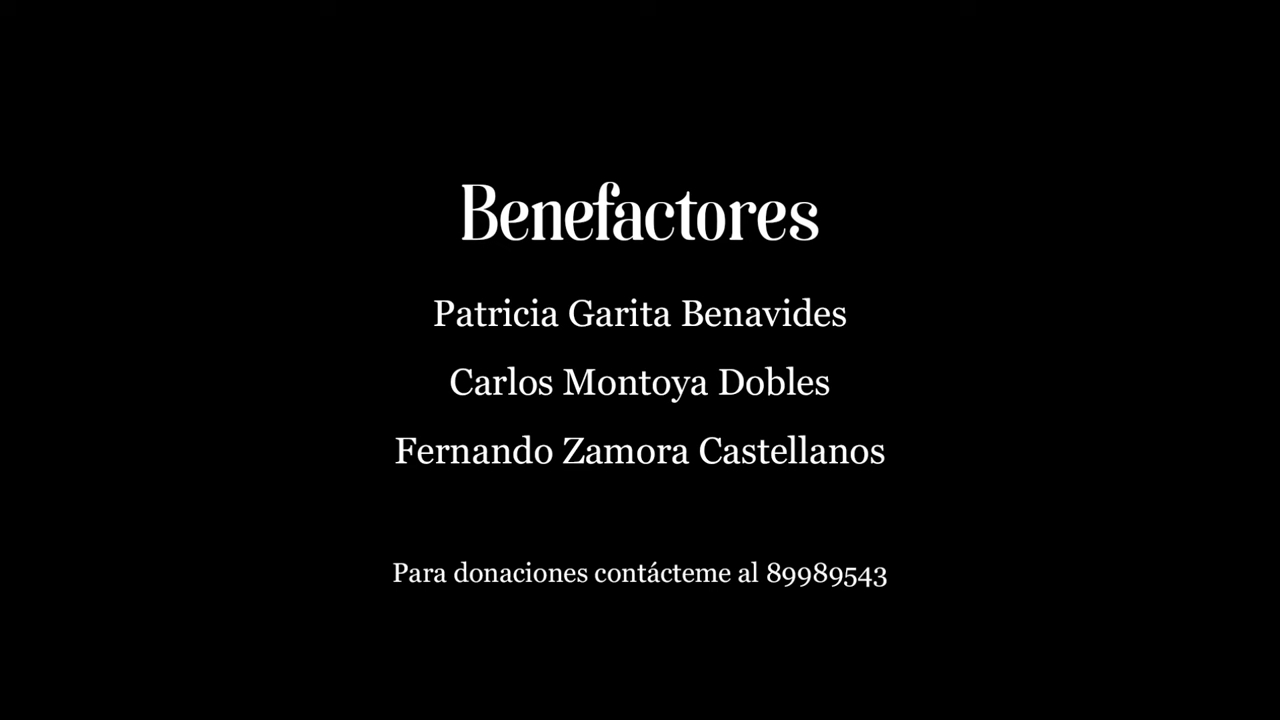 Benefactores
Patricia Garita Benavides
Carlos Montoya Dobles
Fernando Zamora Castellanos
Para donaciones contácteme al 89989543